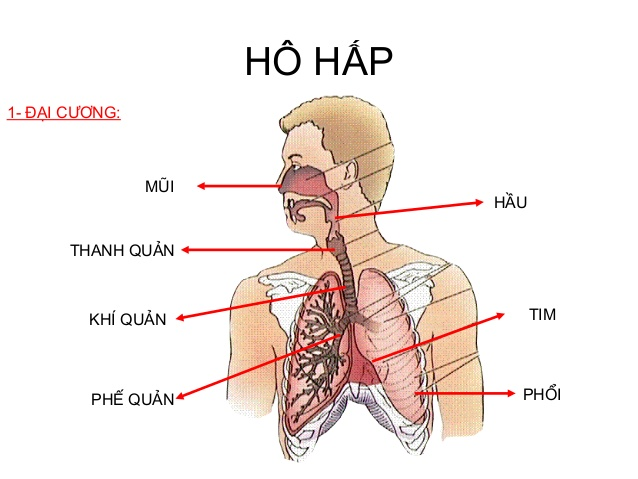 HÔ HẤP
1- ĐẠI CƯƠNG:
MŨI
HẦU
THANH QUẢN
KHÍ QUẢN
TIM
PHẾ QUẢN
PHỔI